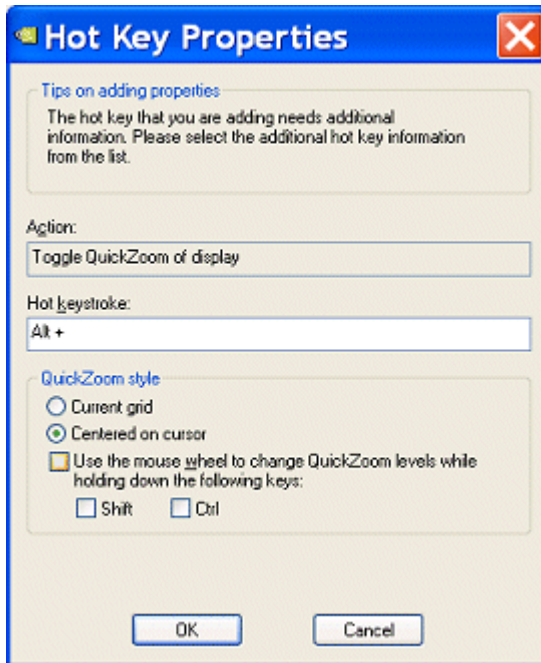 Hot Key Properties
Tips on adding properties
The hot key that you are adding needs additional
information. Please select the additional hot key information
from the list.
Action:
Toggle QuickZoom of display
Hot keystroke:
Alt +
QuickZoom style
Current grid
Centered on cursor
Use the mouse wheel to change QuickZoom levels while
holding down the following keys:
Shift Ctrl
OK Cancel